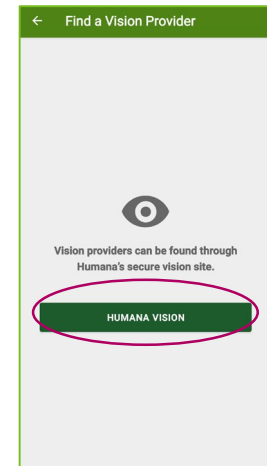 Find a Vision Provider
Vision providers can be found through
Humana's secure vision site.
HUMANA VISION